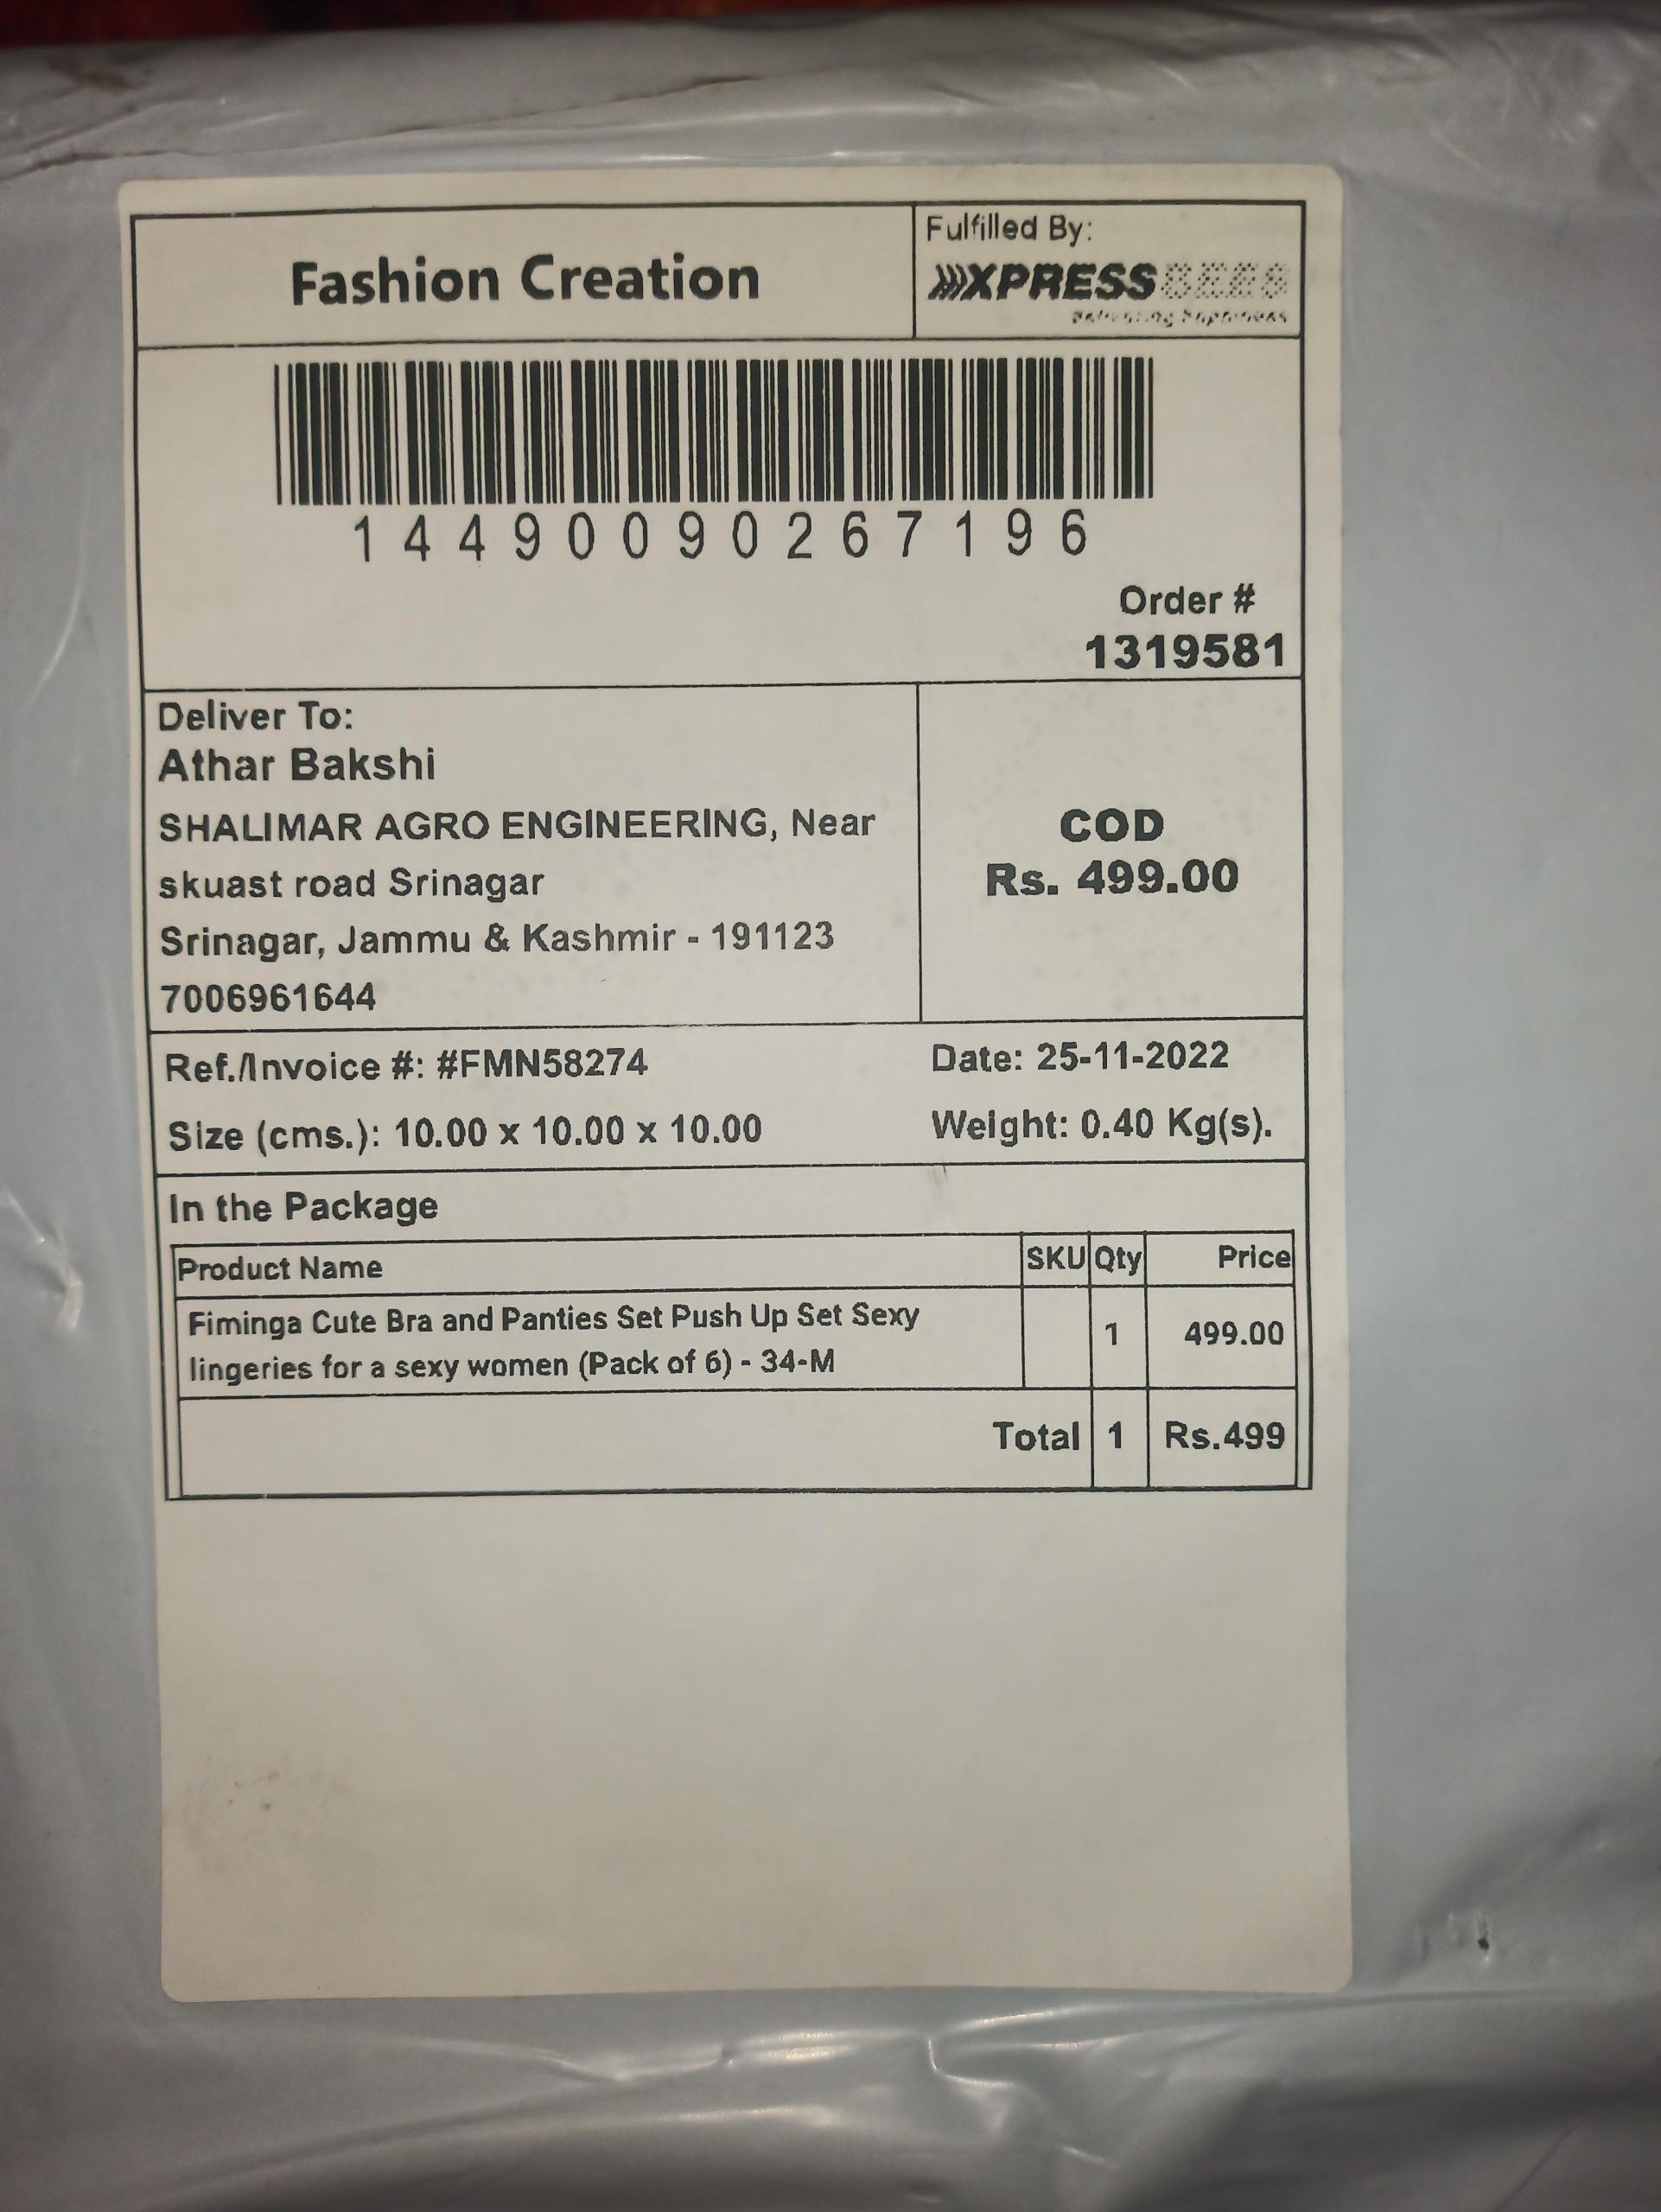 Fashion Creation
Fulfilled By:
XPRESSBEES
Delivering Happiness
14490090267196
Order #
1319581
Deliver To:
Athar Bakshi
SHALIMAR AGRO ENGINEERING, Near
skuast road Srinagar
Srinagar, Jammu & Kashmir - 191123
7006961644
COD
Rs. 499.00
Ref./Invoice #: #FMN58274
Date: 25-11-2022
Size (cms.): 10.00 x 10.00 x 10.00
Weight: 0.40 Kg(s).
In the Package
Product Name SKU Qty Price
Fiminga Cute Bra and Panties Set Push Up Set Sexy
lingeries for a sexy women (Pack of 6) - 34-M
1 499.00
Total 1 Rs.499